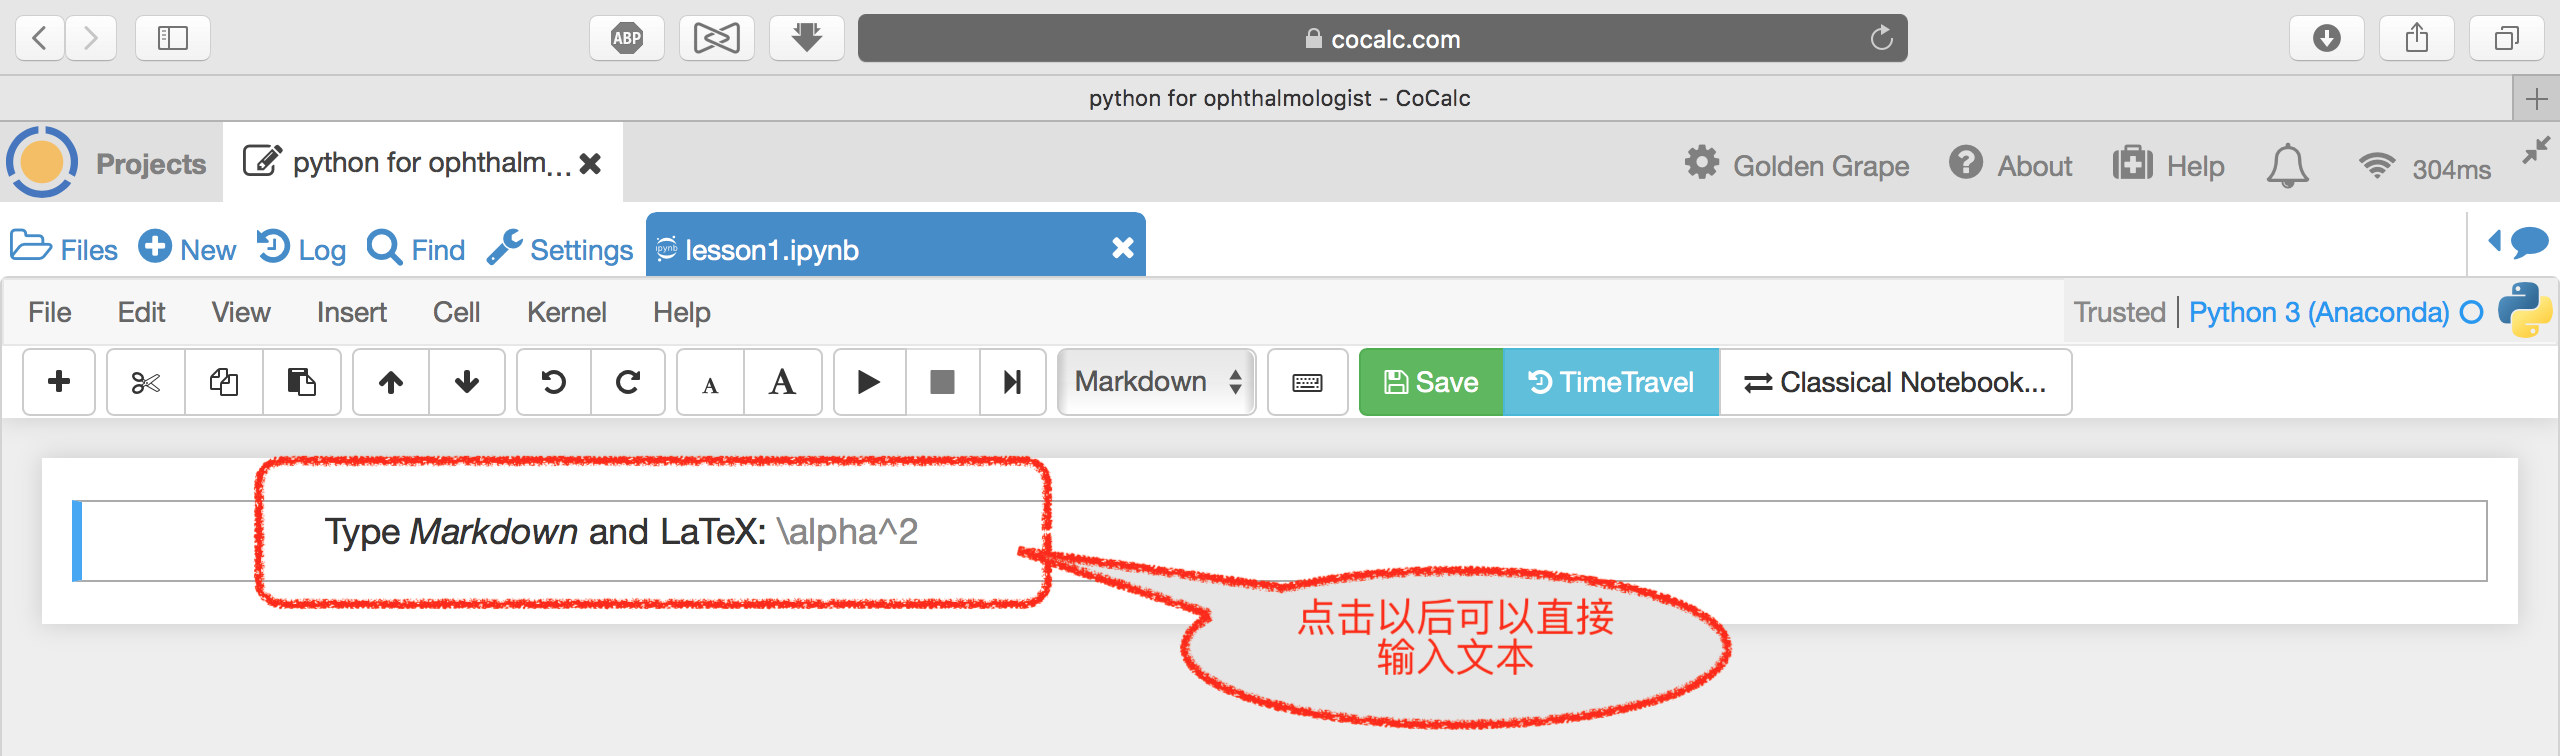 ABP
cocalc.com
python for ophthalmologist - CoCalc
Projects
python for ophthalm...
Golden Grape
About
Help
304ms
Files
New
Log
Find
Settings
ipynb
lesson1.ipynb
File
Edit
View
Insert
Cell
Kernel
Help
Trusted
Python 3 (Anaconda)
A
A
Markdown
Save
TimeTravel
Classical Notebook...
Type Markdown and LaTeX: \alpha^2
点击以后可以直接
输入文本